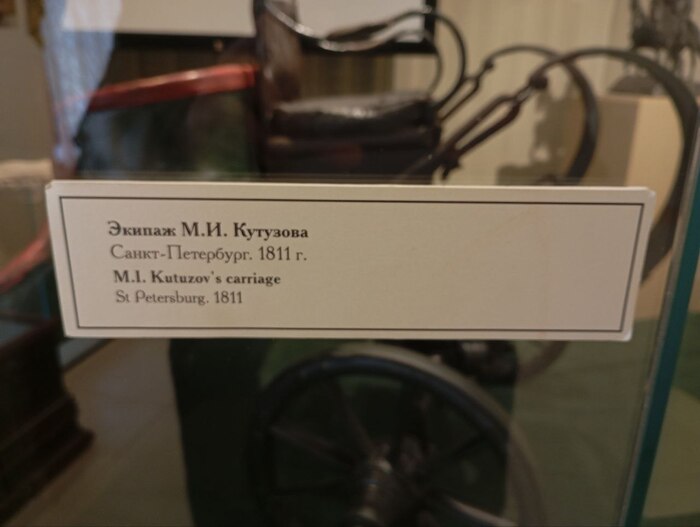 Экипаж М.И. Кутузова
Санкт-Петербург. 1811 г.
M.I. Kutuzov's carriage
St Petersburg. 1811